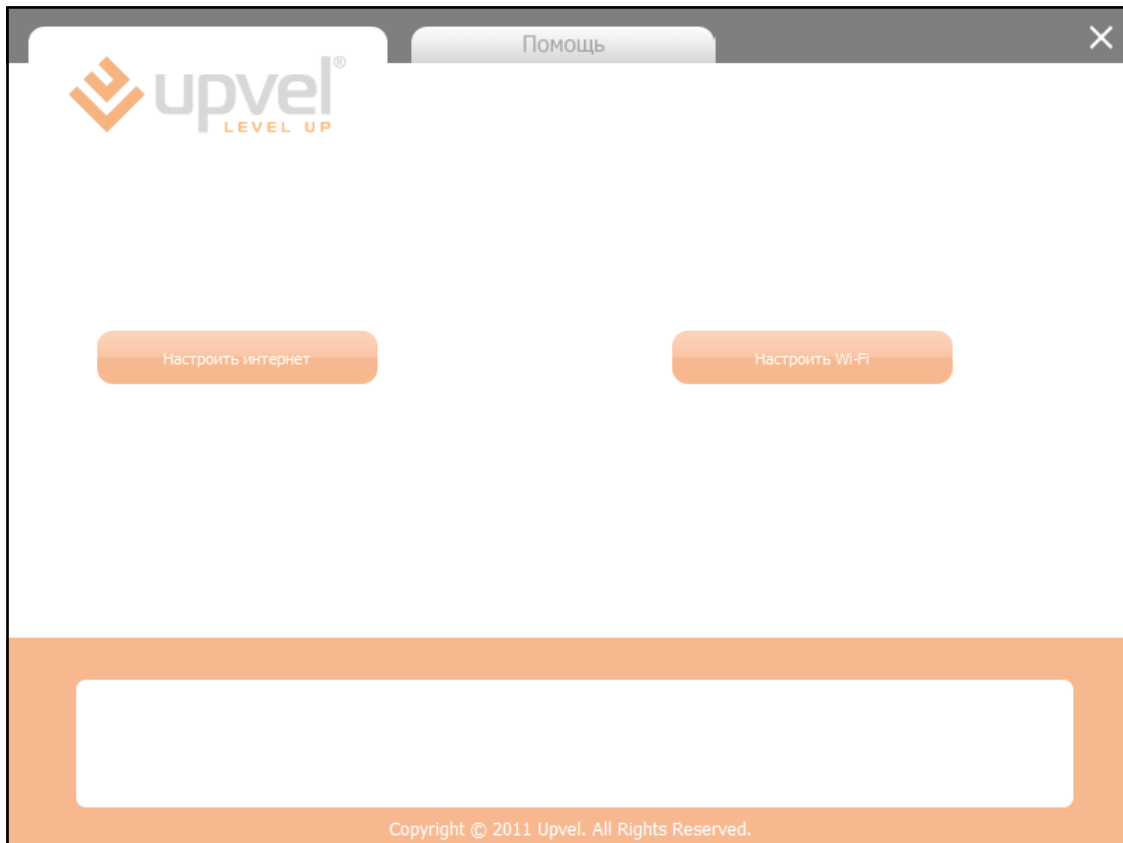 Помощь
upvel®
LEVEL UP
Настроить интернет
Настроить Wi-Fi
Copyright © 2011 Upvel. All Rights Reserved.